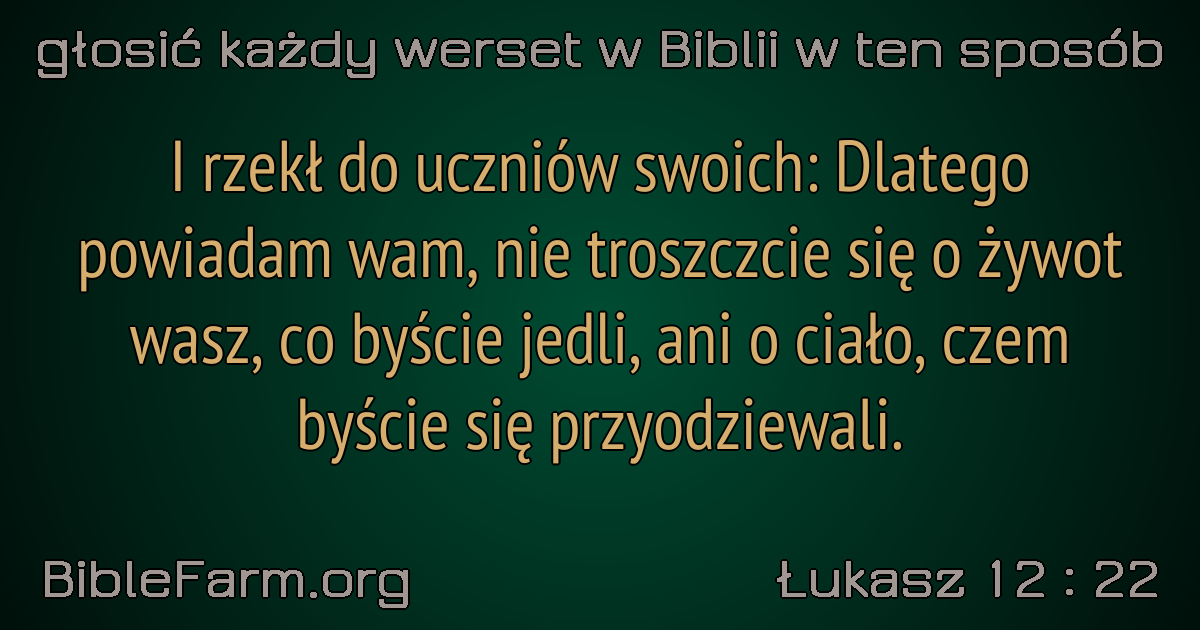 głosić każdy werset w Biblii w ten sposób
I rzekł do uczniów swoich: Dlatego
powiadam wam, nie troszczcie się o żywot
wasz, co byście jedli, ani o ciało, czem
byście się przyodziewali.
BibleFarm.org
Łukasz 12 : 22